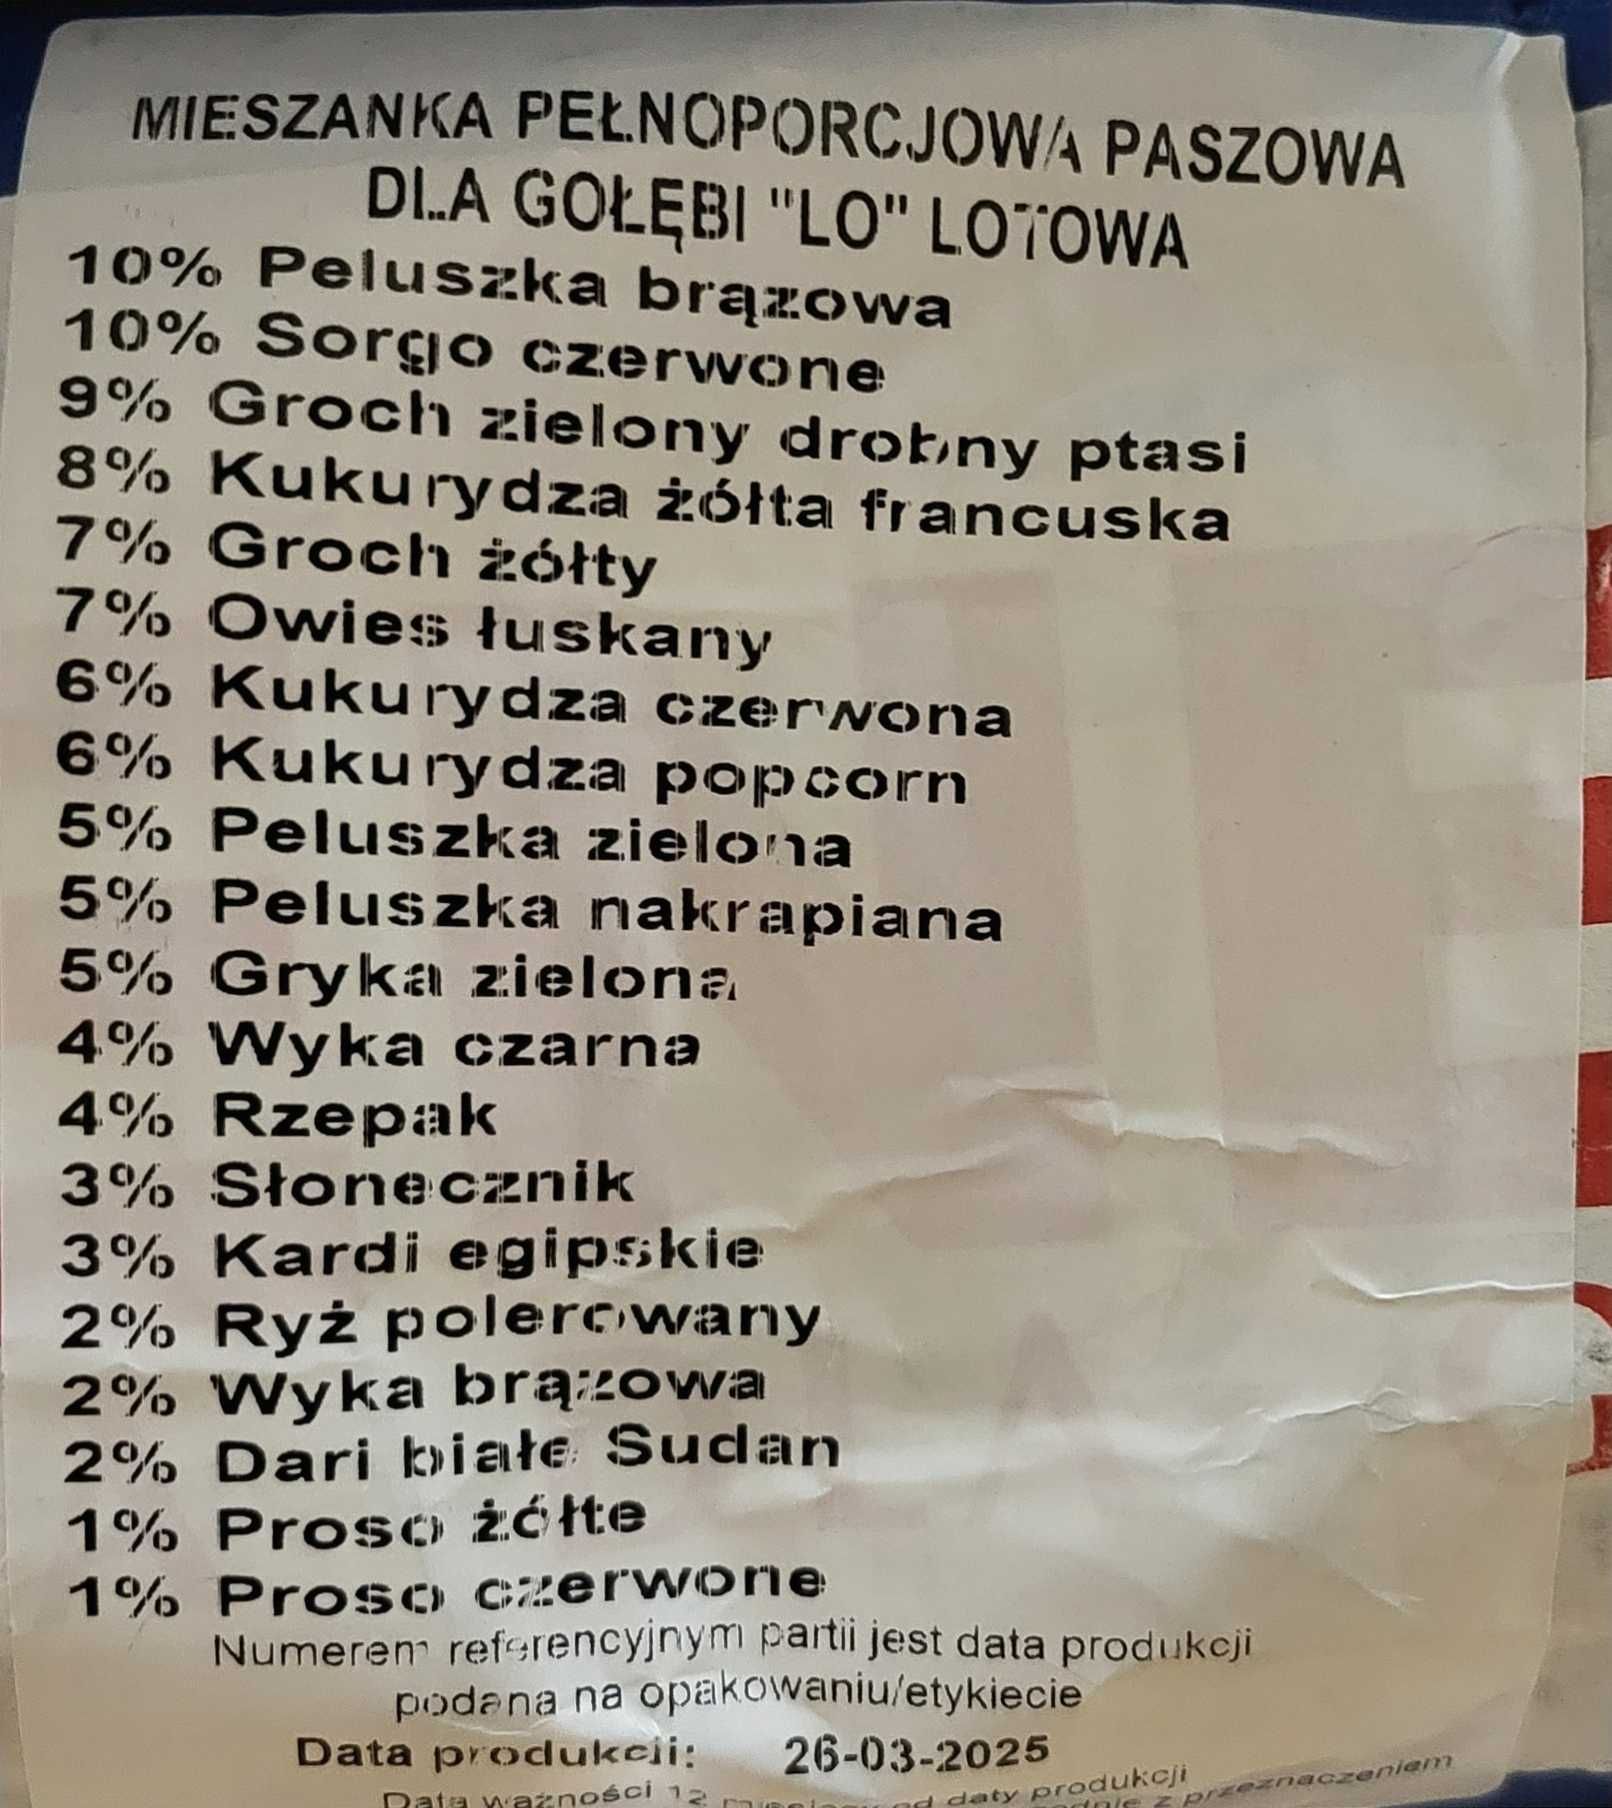 MIESZANKA PEŁNOPORCJOWA PASZOWA
DLA GOŁĘBI "LO" LOTOWA
10% Peluszka brązowa
10% Sorgo czerwone
9% Groch zielony drobny ptasi
8% Kukurydza żółta francuska
7% Groch żółty
7% Owies łuskany
6% Kukurydza czerwona
6% Kukurydza popcorn
5% Peluszka zielona
5% Peluszka nakrapiana
5% Gryka zielona
4% Wyka czarna
4% Rzepak
3% Słonecznik
3% Kardi egipskie
2% Ryż polerowany
2% Wyka brązowa
2% Dari białe Sudan
1% Proso żółte
1% Proso czerwone
Numerem referencyjnym partii jest data produkcji
podana na opakowaniu/etykiecie
Data produkcji: 26-03-2025
Data ważności 12 miesięcy od daty produkcji
z przeznaczeniem